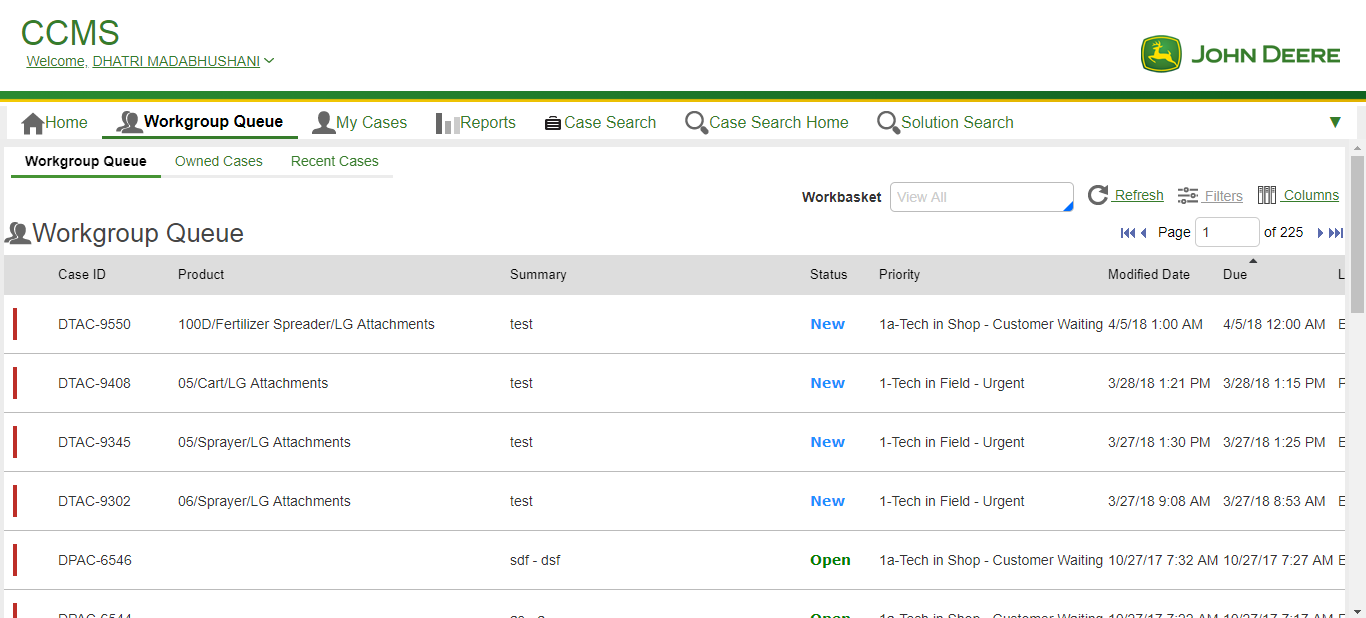 CCMS
Welcome, DHATRI MADABHUSHANI
JOHN DEERE
Home Workgroup Queue My Cases Reports Case Search Case Search Home Solution Search
Workgroup Queue Owned Cases Recent Cases
Workbasket View All Refresh Filters Columns
Workgroup Queue
Page 1 of 225
Case ID Product Summary Status Priority Modified Date Due L
DTAC-9550 100D/Fertilizer Spreader/LG Attachments test New 1a-Tech in Shop - Customer Waiting 4/5/18 1:00 AM 4/5/18 12:00 AM E
DTAC-9408 05/Cart/LG Attachments test New 1-Tech in Field - Urgent 3/28/18 1:21 PM 3/28/18 1:15 PM
DTAC-9345 05/Sprayer/LG Attachments test New 1-Tech in Field - Urgent 3/27/18 1:30 PM 3/27/18 1:25 PM E
DTAC-9302 06/Sprayer/LG Attachments test New 1-Tech in Field - Urgent 3/27/18 9:08 AM 3/27/18 8:53 AM E
DPAC-6546 sdf - dsf Open 1a-Tech in Shop - Customer Waiting 10/27/17 7:32 AM 10/27/17 7:27 AM E
DPAC-6544 Open 1a-Tech in Shop - Customer Waiting